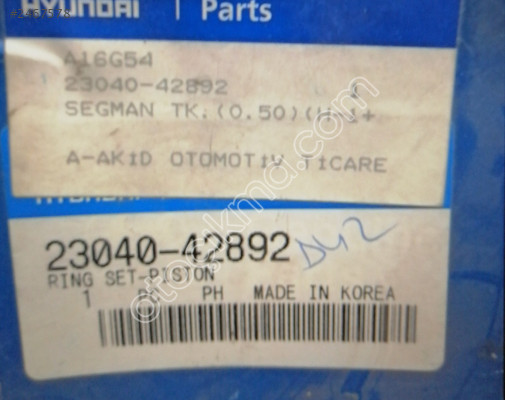 HYUNDAI | Parts
A16G54
23040-42892
SEGMAN TK.(0.50)
A-AKiD OTOMOTiV TiCARE
23040-42892
RING SET-PISTON
1 PH MADE IN KOREA
otocikmd.com